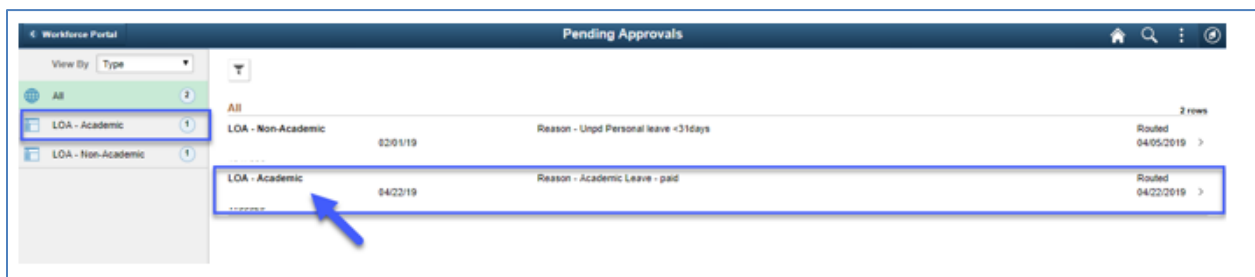 Workforce Portal
Pending Approvals
View By Type
All 2
LOA - Academic 1
LOA - Non-Academic 1
All
2 rows
LOA - Non-Academic Reason - Unpd Personal leave <31days Routed
02/01/19 04/05/2019
LOA - Academic Reason - Academic Leave - paid Routed
04/22/19 04/22/2019